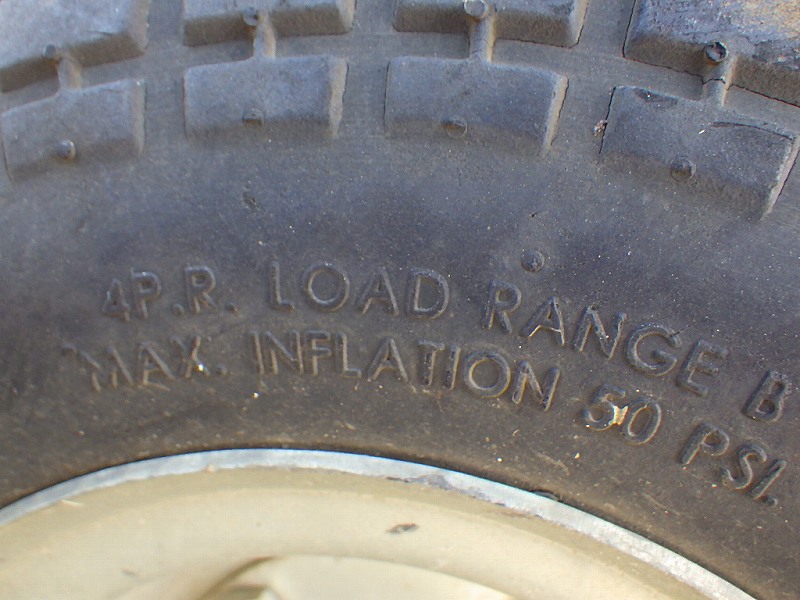 4P.R. LOAD RANGE B
MAX. INFLATION 50 PSI.